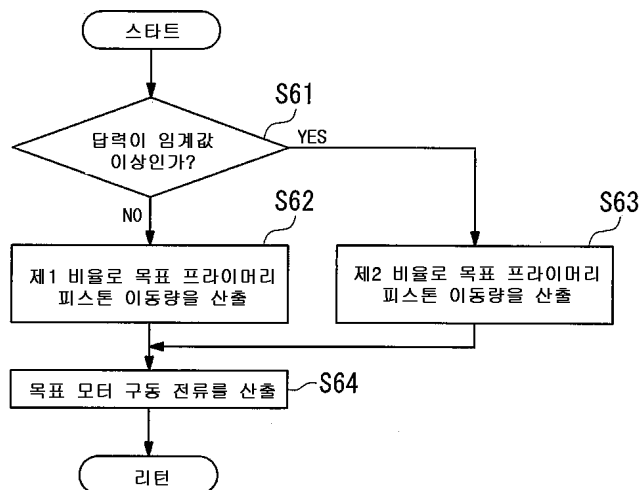 스타트
S61
답력이 임계값
이상인가?
YES
NO
S62
제1 비율로 목표 프라이머리
피스톤 이동량을 산출
S63
제2 비율로 목표 프라이머리
피스톤 이동량을 산출
목표 모터 구동 전류를 산출
S64
리턴